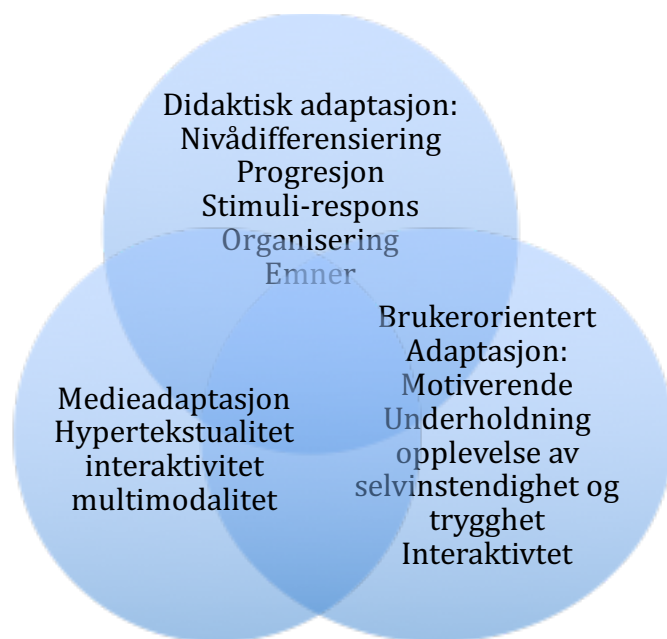 Didaktisk adaptasjon:
Nivådifferensiering
Progresjon
Stimuli-respons
Organisering
Emner
Medieadaptasjon
Hypertekstualitet
interaktivitet
multimodalitet
Brukerorientert
Adaptasjon:
Motiverende
Underholdning
opplevelse av
selvinstendighet og
trygghet
Interaktivtet